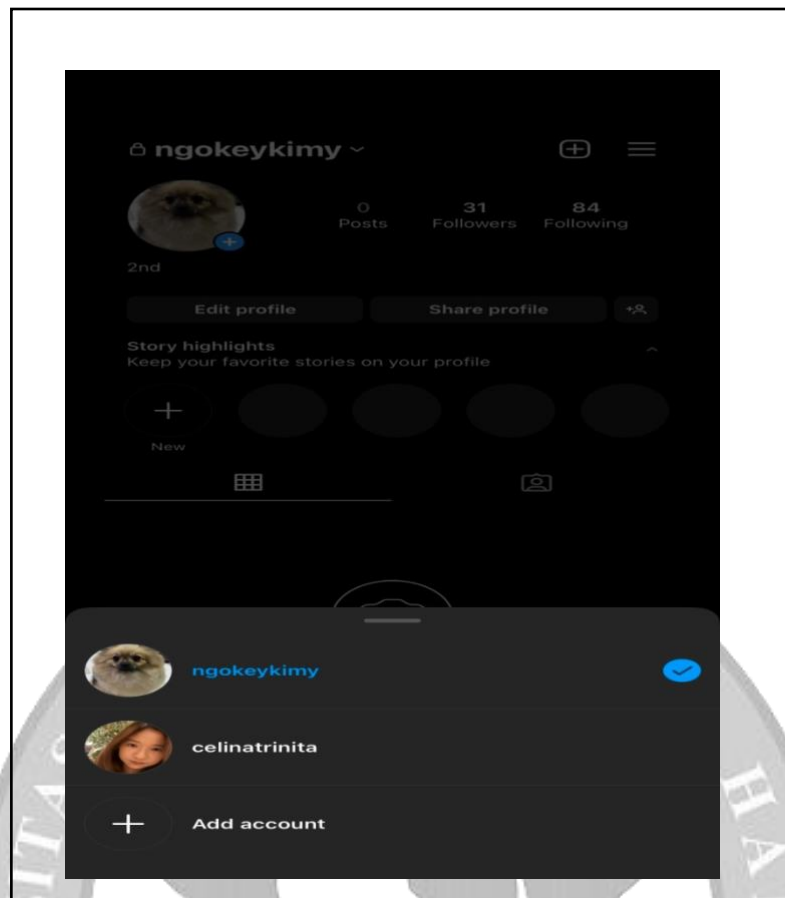 ngokeykimy
0 31 84
Posts Followers Following
2nd
Edit profile Share profile
Story highlights
Keep your favorite stories on your profile
New
ngokeykimy
celinatrinita
Add account